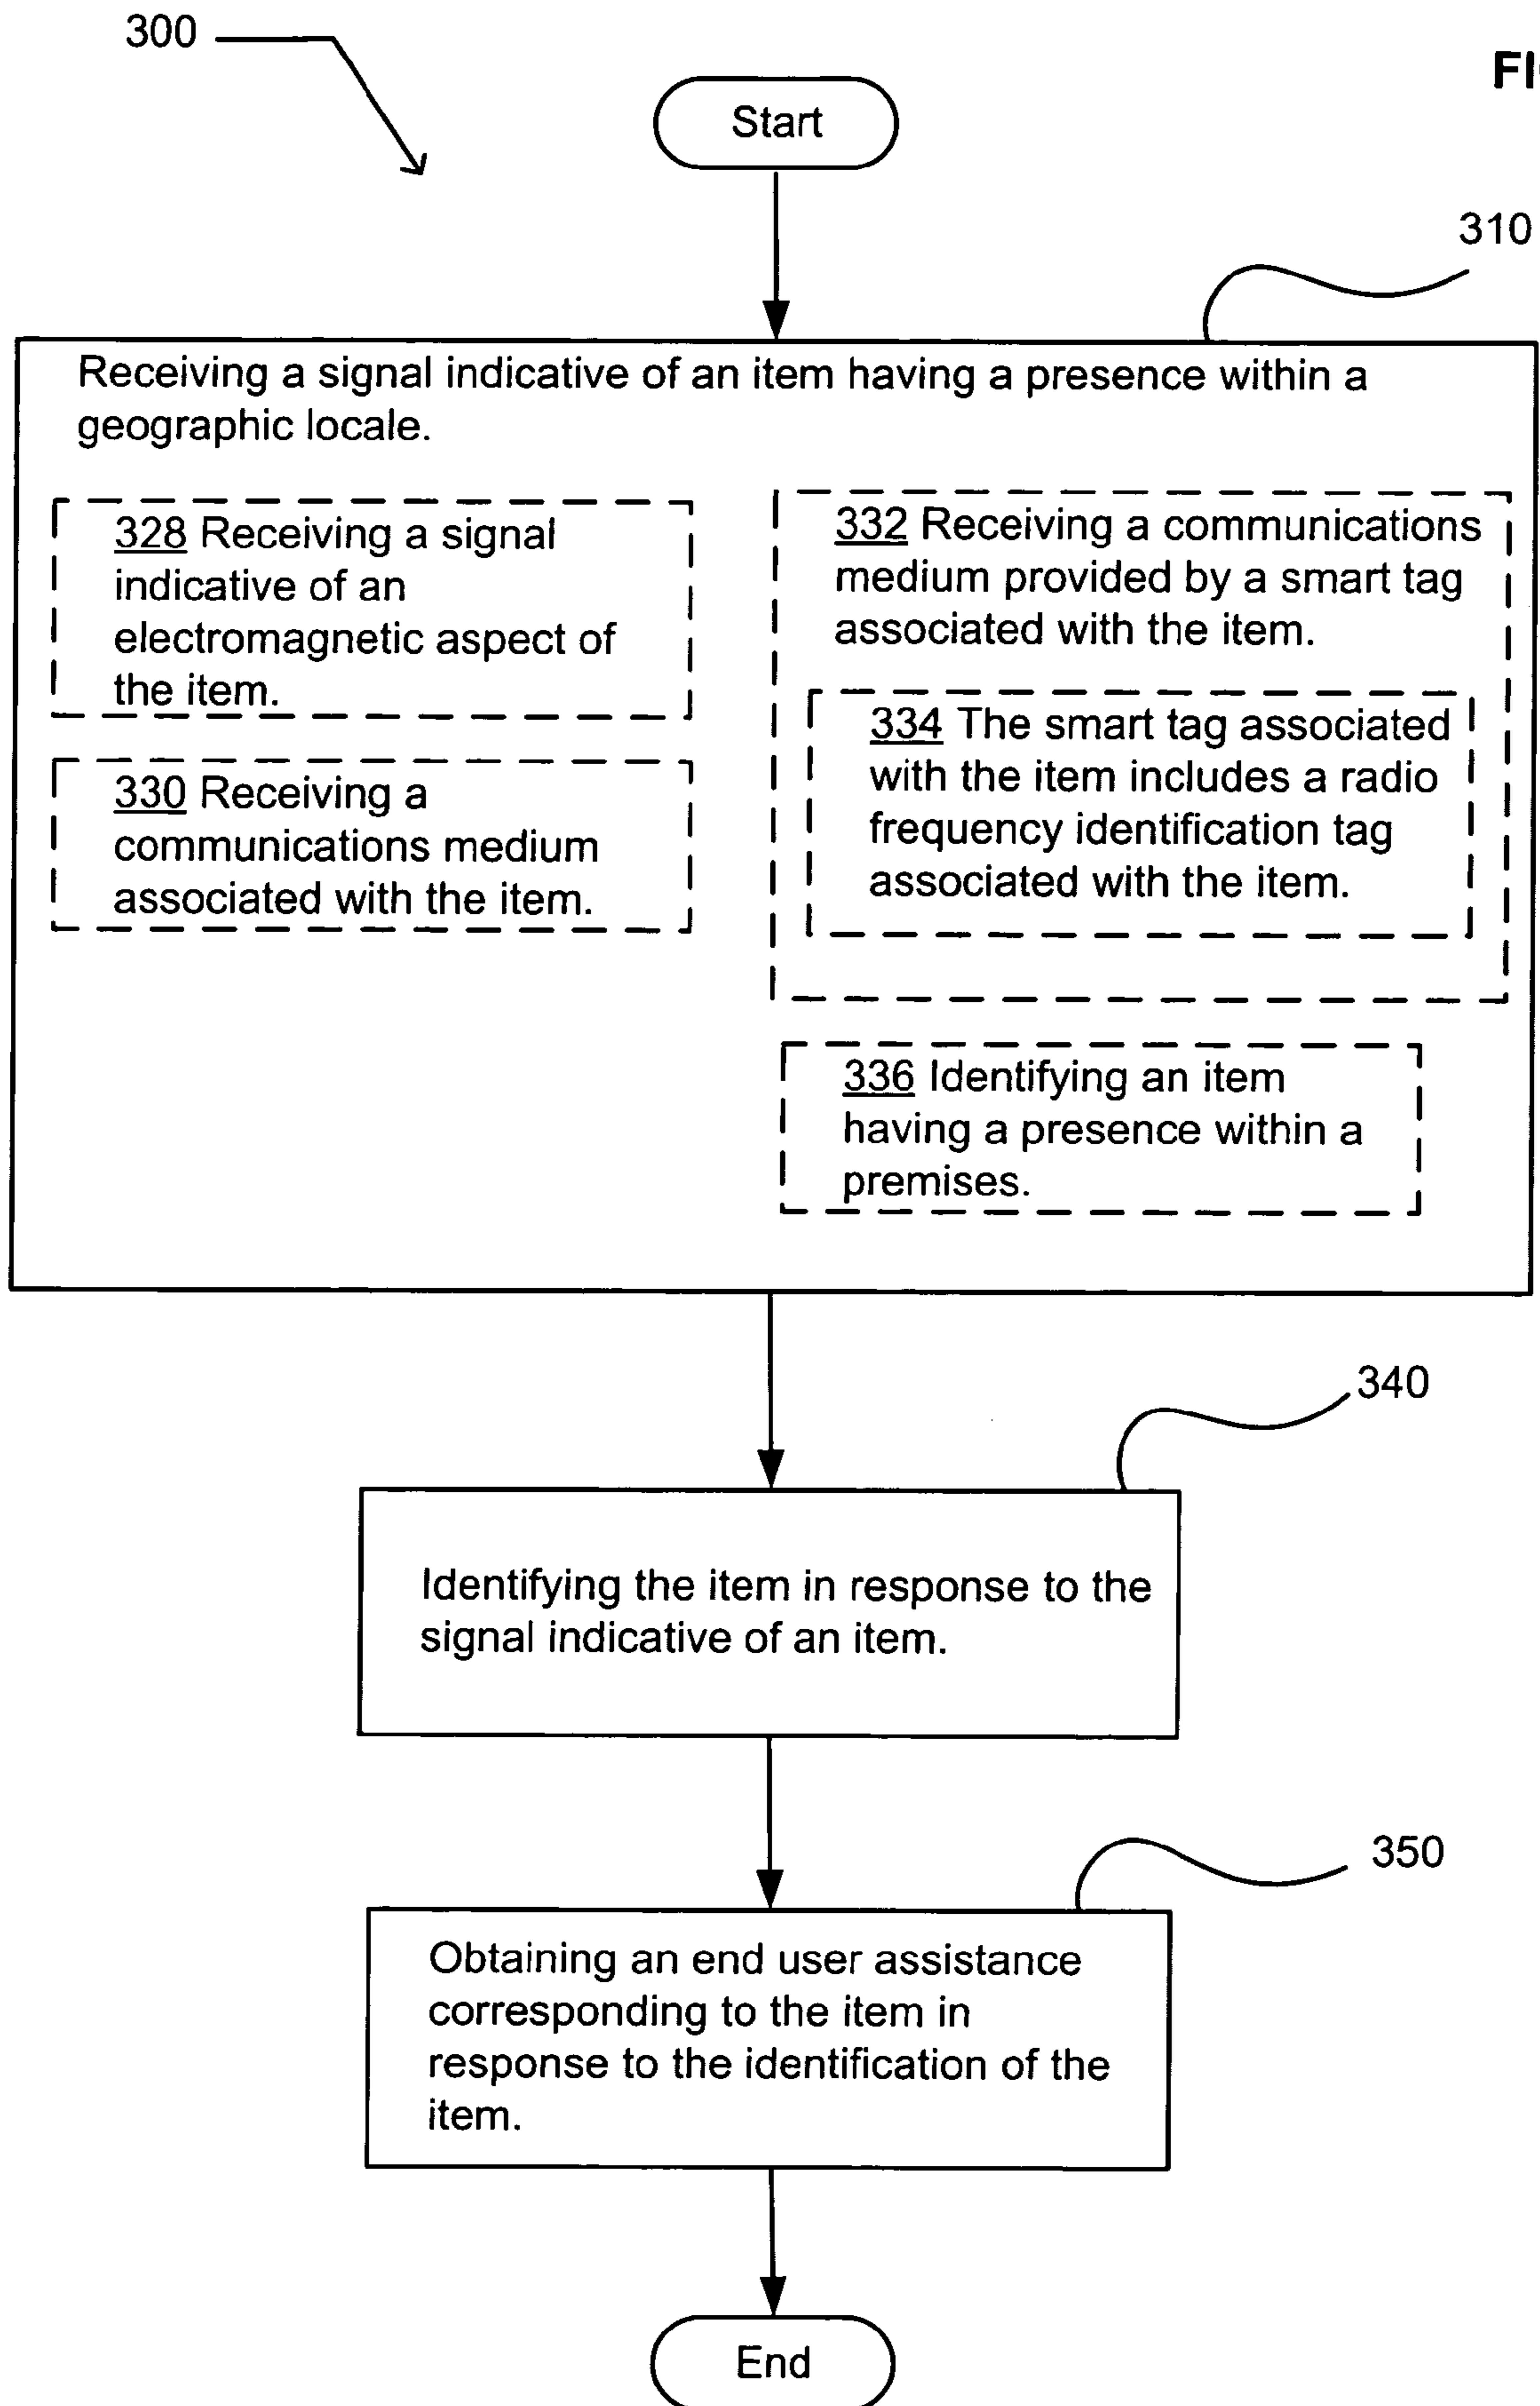 300
FI
Start
310
Receiving a signal indicative of an item having a presence within a
geographic locale.
328 Receiving a signal
indicative of an
electromagnetic aspect of
the item.
330 Receiving a
communications medium
associated with the item.
332 Receiving a communications
medium provided by a smart tag
associated with the item.
334 The smart tag associated
with the item includes a radio
frequency identification tag
associated with the item.
336 Identifying an item
having a presence within a
premises.
340
Identifying the item in response to the
signal indicative of an item.
350
Obtaining an end user assistance
corresponding to the item in
response to the identification of the
item.
End